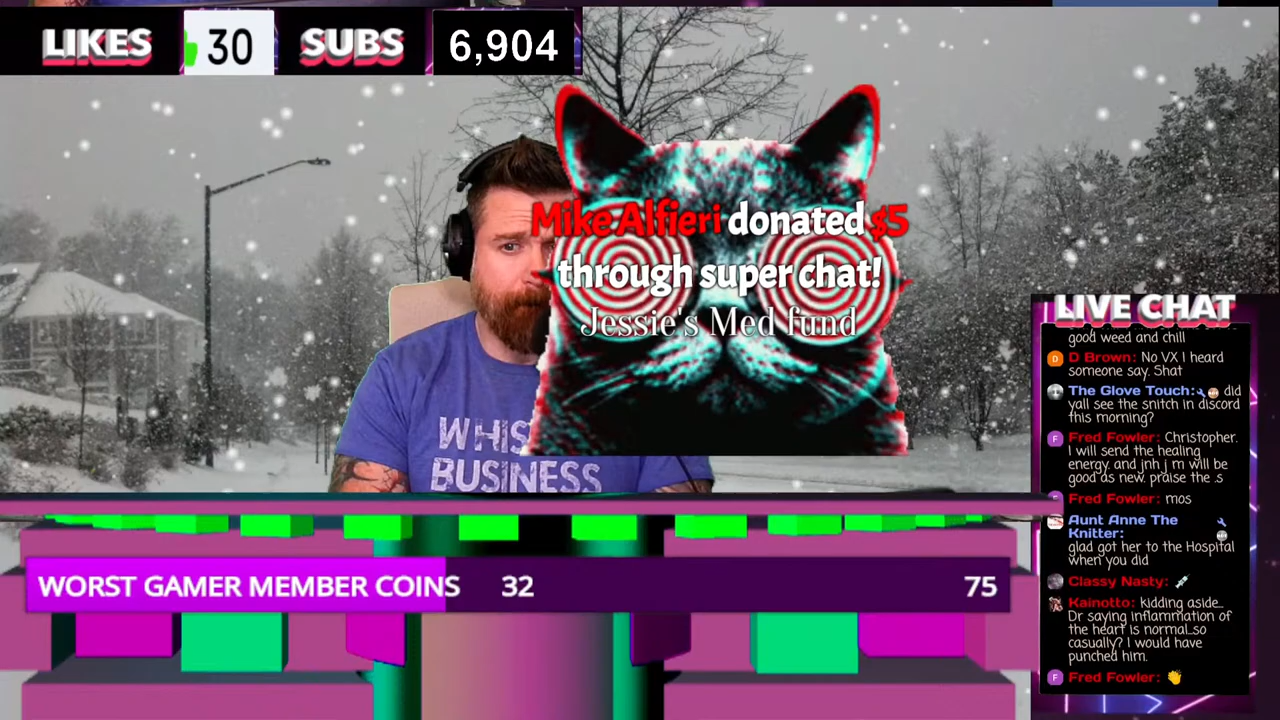 LIKES 30 SUBS 6,904
Mike Alfieri donated $5
through super chat!
Jessie's Med fund
WHIS
BUSINESS
WORST GAMER MEMBER COINS 32 75
LIVE CHAT
good weed and chill
D Brown: No VX I heard
someone say. Shat
The Glove Touch: did
yall see the snitch in discord
this morning?
Fred Fowler: Christopher.
I will send the healing
energy. and jnh j m will be
good as new. praise the .s
Fred Fowler: mos
Aunt Anne The
Knitter:
glad got her to the Hospital
when you did
Classy Nasty: 💉
Kainotto: kidding aside...
Dr saying inflammation of
the heart is normal...so
casually? I would have
punched him.
Fred Fowler: 👏